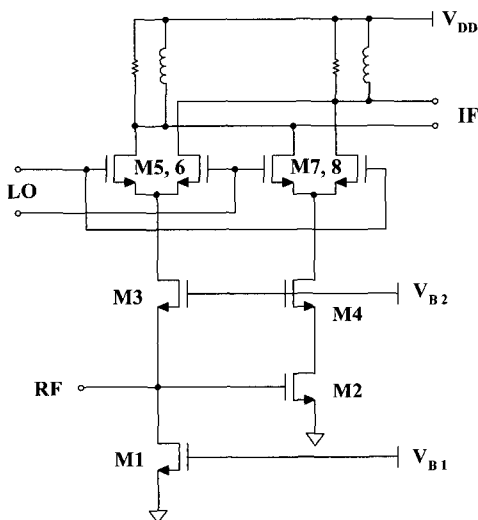 V_DD
IF
M5, 6
M7, 8
LO
M3
M4
V_B2
RF
M2
M1
V_B1